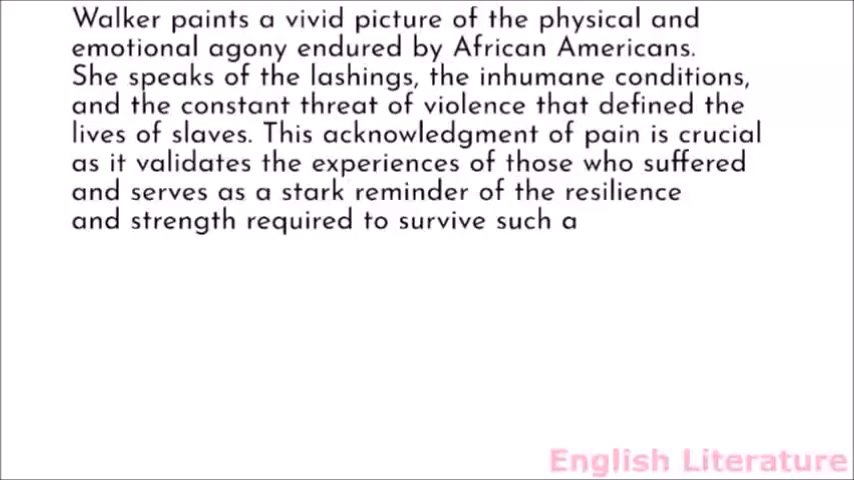 Walker paints a vivid picture of the physical and
emotional agony endured by African Americans.
She speaks of the lashings, the inhumane conditions,
and the constant threat of violence that defined the
lives of slaves. This acknowledgment of pain is crucial
as it validates the experiences of those who suffered
and serves as a stark reminder of the resilience
and strength required to survive such a
English Literature